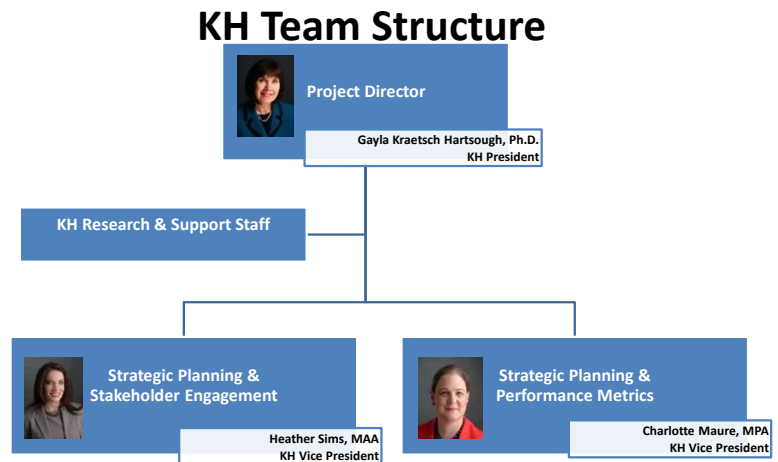 KH Team Structure
Project Director
Gayla Kraetsch Hartsough, Ph.D.
KH President
KH Research & Support Staff
Strategic Planning &
Stakeholder Engagement
Heather Sims, MAA
KH Vice President
Strategic Planning &
Performance Metrics
Charlotte Maure, MPA
KH Vice President